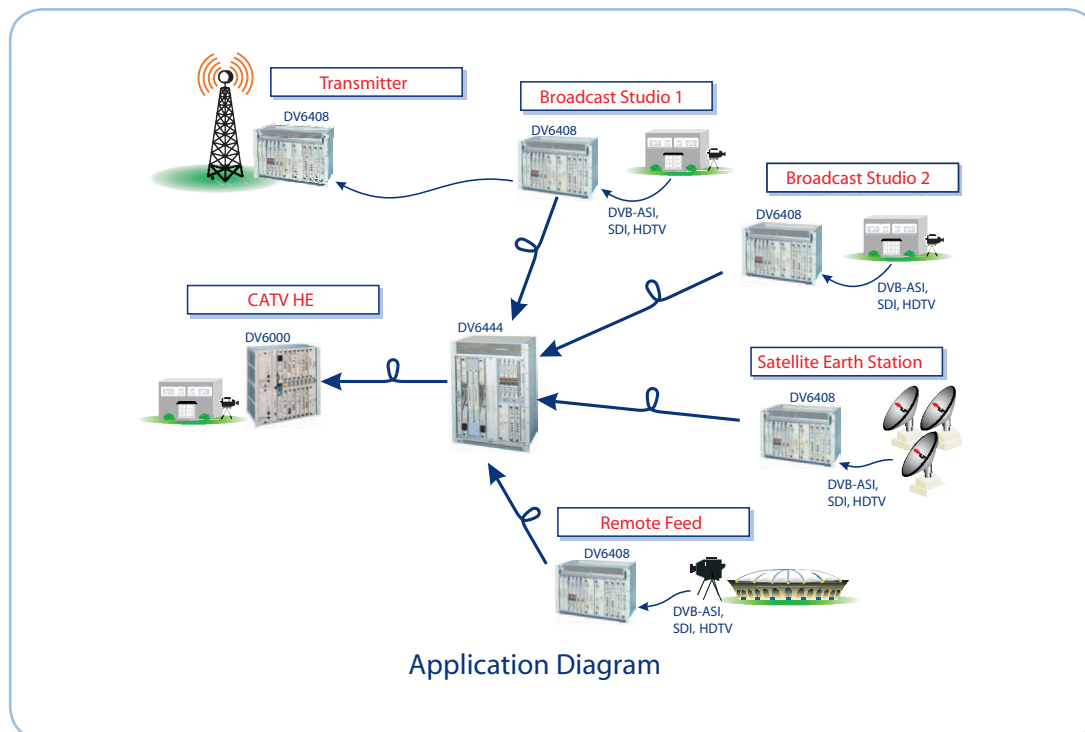 Transmitter
DV6408
Broadcast Studio 1
DV6408
DVB-ASI,
SDI, HDTV
Broadcast Studio 2
DV6408
DVB-ASI,
SDI, HDTV
CATV HE
DV6000
DV6444
Satellite Earth Station
DV6408
DVB-ASI,
SDI, HDTV
Remote Feed
DV6408
DVB-ASI,
SDI, HDTV
Application Diagram